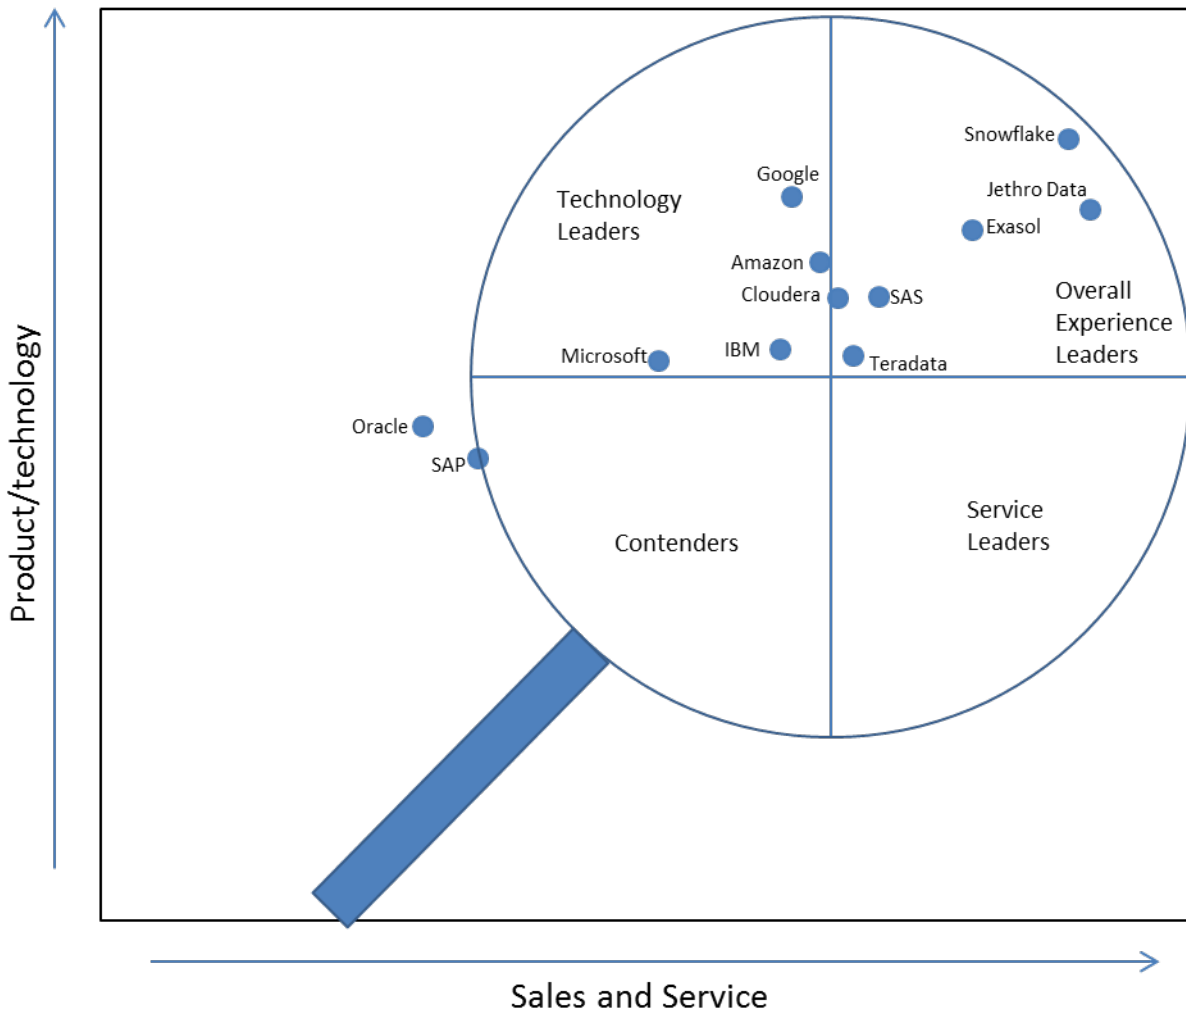 Snowflake
Google
Jethro Data
Technology
Leaders
Exasol
Amazon
Cloudera
SAS
Overall
Experience
Leaders
Microsoft
IBM
Teradata
Oracle
SAP
Service
Leaders
Contenders
Product/technology
Sales and Service